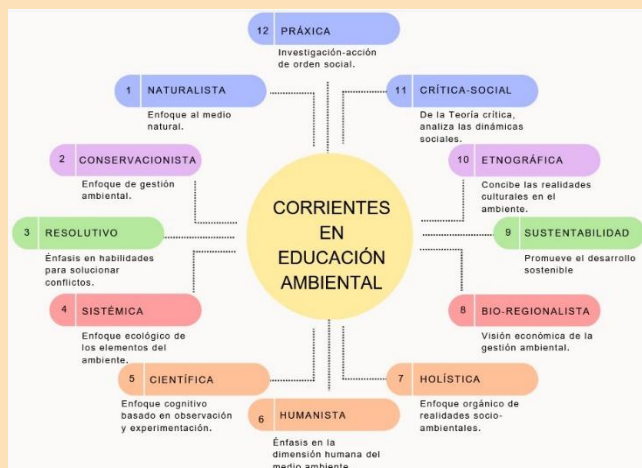 12 PRÁXICA
Investigación-acción
de orden social.
1 NATURALISTA
Enfoque al medio
natural.
11 CRÍTICA-SOCIAL
De la Teoría crítica,
analiza las dinámicas
sociales.
2 CONSERVACIONISTA
Enfoque de gestión
ambiental.
10 ETNOGRÁFICA
Concibe las realidades
culturales en el
ambiente.
CORRIENTES
EN
EDUCACIÓN
AMBIENTAL
3 RESOLUTIVO
Énfasis en habilidades
para solucionar
conflictos.
9 SUSTENTABILIDAD
Promueve el desarrollo
sostenible
4 SISTÉMICA
Enfoque ecológico de
los elementos del
ambiente.
8 BIO-REGIONALISTA
Visión económica de la
gestión ambiental.
5 CIENTÍFICA
Enfoque cognitivo
basado en observación
y experimentación.
7 HOLÍSTICA
Enfoque orgánico de
realidades socio-
ambientales.
6 HUMANISTA
Énfasis en la
dimensión humana del
medio ambiente